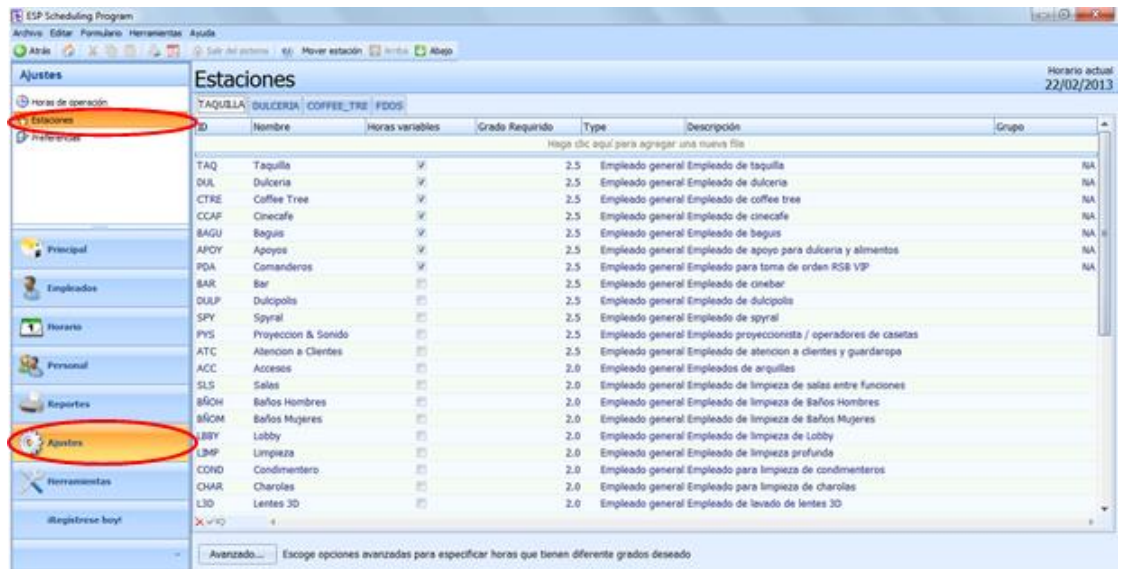 ESP Scheduling Program
Archivo Editar Formulario Herramientas Ayuda
Atrás Salir del sistema Mover estación Arriba Abajo
Ajustes
Horas de operación
Estaciones
Preferencias
Principal
Empleados
Horario
Personal
Reportes
Ajustes
Herramientas
¡Regístrese hoy!
Estaciones
Horario actual
22/02/2013
TAQUILLA DULCERIA COFFEE_TRE FDOS
ID Nombre Horas variables Grado Requirido Type Descripción Grupo
Haga clic aquí para agregar una nueva fila
TAQ Taquilla 2.5 Empleado general Empleado de taquilla NA
DUL Dulceria 2.5 Empleado general Empleado de dulceria NA
CTRE Coffee Tree 2.5 Empleado general Empleado de coffee tree NA
CCAF Cinecafe 2.5 Empleado general Empleado de cinecafe NA
BAGU Baguis 2.5 Empleado general Empleado de baguis NA
APOY Apoyos 2.5 Empleado general Empleado de apoyo para dulceria y alimentos NA
PDA Comanderos 2.5 Empleado general Empleado para toma de orden RSB VIP NA
BAR Bar 2.5 Empleado general Empleado de cinebar
DULP Dulcipolis 2.5 Empleado general Empleado de dulcipolis
SPY Spyral 2.5 Empleado general Empleado de spyral
PYS Proyeccion & Sonido 2.5 Empleado general Empleado proyeccionista / operadores de casetas
ATC Atencion a Clientes 2.5 Empleado general Empleado de atencion a clientes y guardaropa
ACC Accesos 2.0 Empleado general Empleados de arquillas
SLS Salas 2.0 Empleado general Empleado de limpieza de salas entre funciones
BÑOH Baños Hombres 2.0 Empleado general Empleado de limpieza de Baños Hombres
BÑOM Baños Mujeres 2.0 Empleado general Empleado de limpieza de Baños Mujeres
LBBY Lobby 2.0 Empleado general Empleado de limpieza de Lobby
LIMP Limpieza 2.0 Empleado general Empleado de limpieza profunda
COND Condimentero 2.0 Empleado general Empleado para limpieza de condimenteros
CHAR Charolas 2.0 Empleado general Empleado para limpieza de charolas
L3D Lentes 3D 2.0 Empleado general Empleado de lavado de lentes 3D
Avanzado... Escoge opciones avanzadas para especificar horas que tienen diferente grados deseado